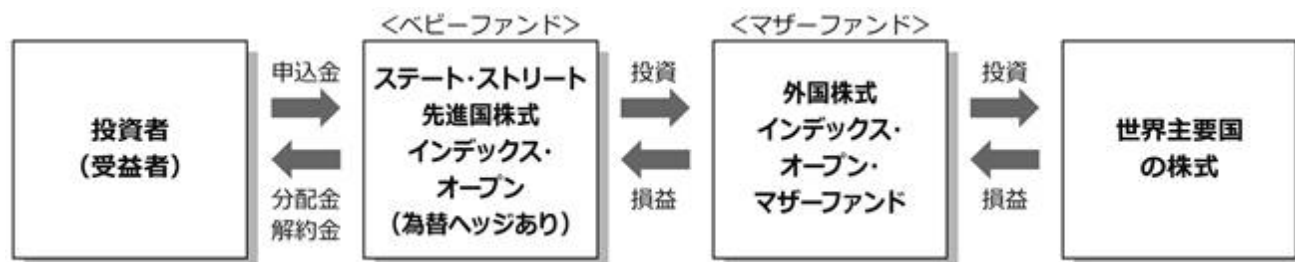 <ベビーファンド>
<マザーファンド>
投資者
(受益者)
申込金
分配金
解約金
ステート・ストリート
先進国株式
インデックス・
オープン
(為替ヘッジあり)
投資
損益
外国株式
インデックス・
オープン・
マザーファンド
投資
損益
世界主要国
の株式